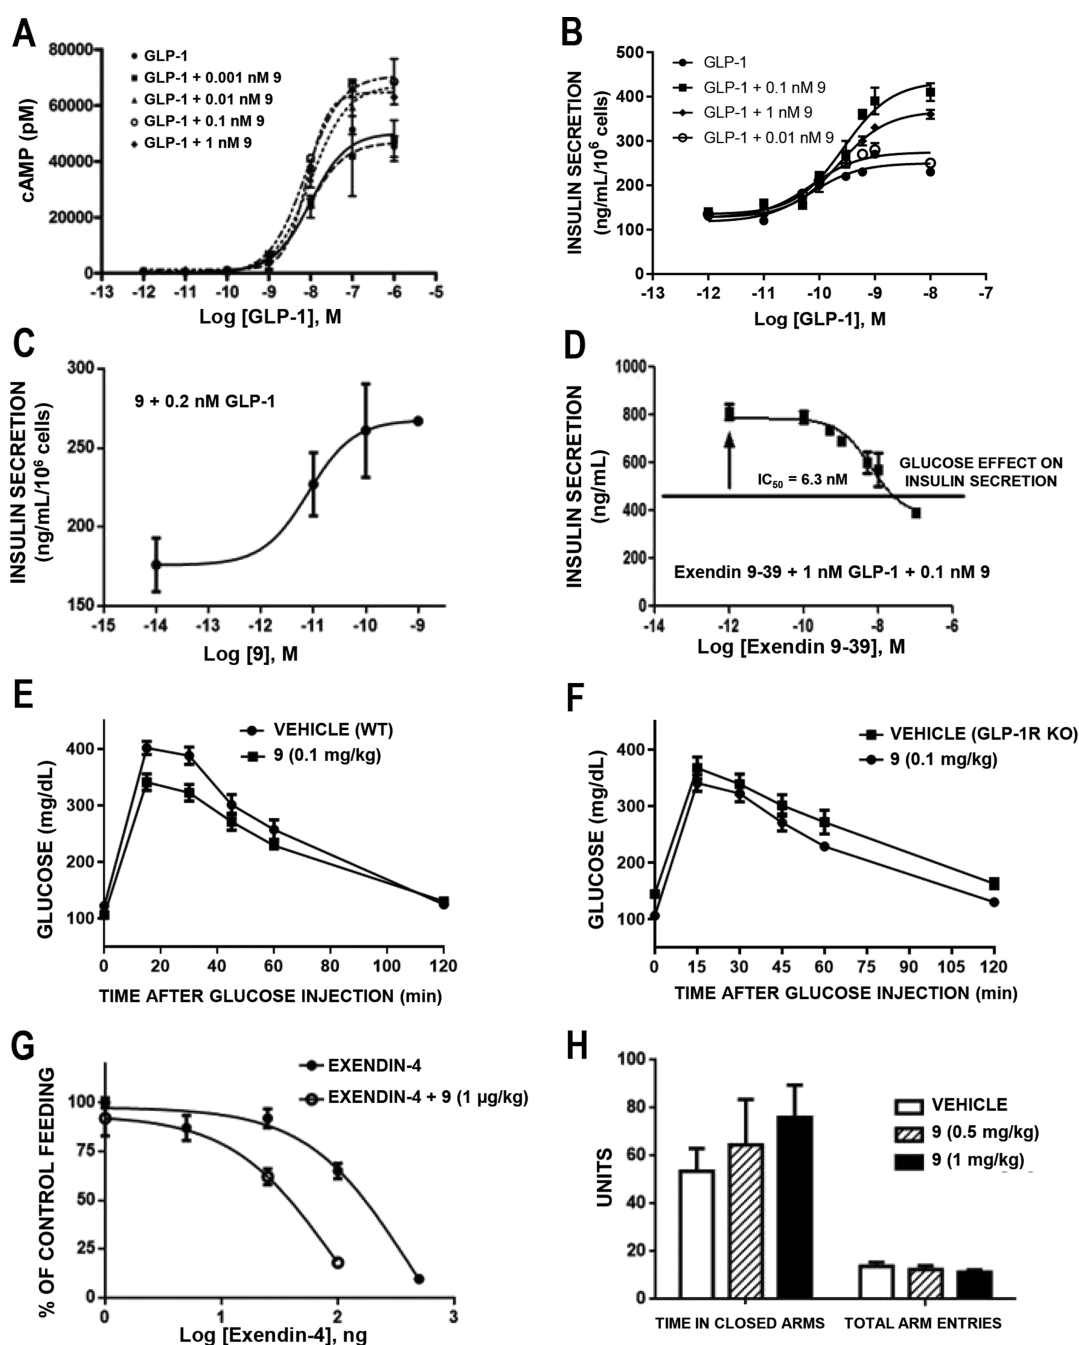 A
80000
60000
40000
20000
0
cAMP (pM)
GLP-1
GLP-1 + 0.001 nM 9
GLP-1 + 0.01 nM 9
GLP-1 + 0.1 nM 9
GLP-1 + 1 nM 9
-13 -12 -11 -10 -9 -8 -7 -6 -5
Log [GLP-1], M
B
500
400
300
200
100
0
INSULIN SECRETION
(ng/mL/10⁶ cells)
GLP-1
GLP-1 + 0.1 nM 9
GLP-1 + 1 nM 9
GLP-1 + 0.01 nM 9
-13 -12 -11 -10 -9 -8 -7
Log [GLP-1], M
C
300
250
200
150
INSULIN SECRETION
(ng/mL/10⁶ cells)
9 + 0.2 nM GLP-1
-15 -14 -13 -12 -11 -10 -9
Log [9], M
D
1000
800
600
400
200
0
INSULIN SECRETION
(ng/mL)
IC₅₀ = 6.3 nM
GLUCOSE EFFECT ON
INSULIN SECRETION
Exendin 9-39 + 1 nM GLP-1 + 0.1 nM 9
-14 -12 -10 -8 -6
Log [Exendin 9-39], M
E
400
300
200
100
GLUCOSE (mg/dL)
VEHICLE (WT)
9 (0.1 mg/kg)
0 20 40 60 80 100 120
TIME AFTER GLUCOSE INJECTION (min)
F
400
300
200
100
GLUCOSE (mg/dL)
VEHICLE (GLP-1R KO)
9 (0.1 mg/kg)
0 15 30 45 60 75 90 105 120
TIME AFTER GLUCOSE INJECTION (min)
G
100
75
50
25
0
% OF CONTROL FEEDING
EXENDIN-4
EXENDIN-4 + 9 (1 µg/kg)
0 1 2 3
Log [Exendin-4], ng
H
100
80
60
40
20
0
UNITS
VEHICLE
9 (0.5 mg/kg)
9 (1 mg/kg)
TIME IN CLOSED ARMS TOTAL ARM ENTRIES